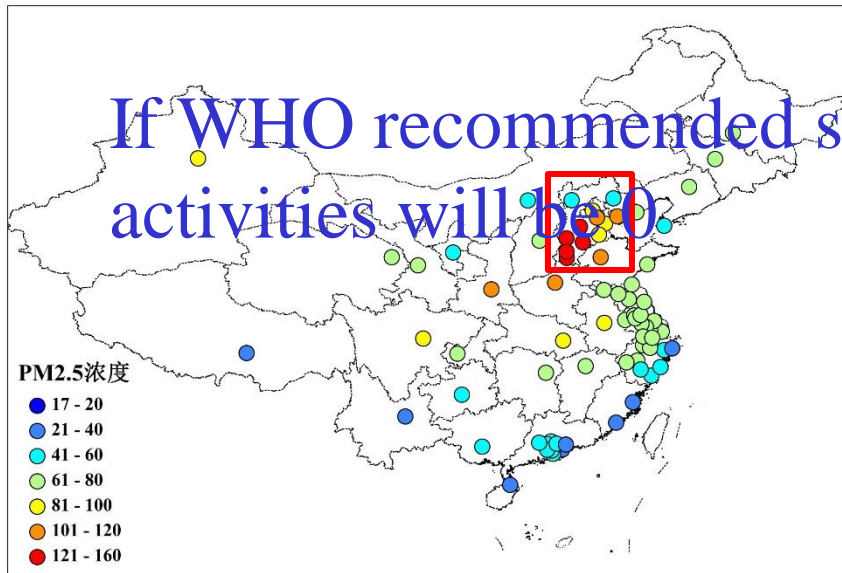 If WHO recommended s
activities will be 0
PM2.5浓度
17 - 20
21 - 40
41 - 60
61 - 80
81 - 100
101 - 120
121 - 160